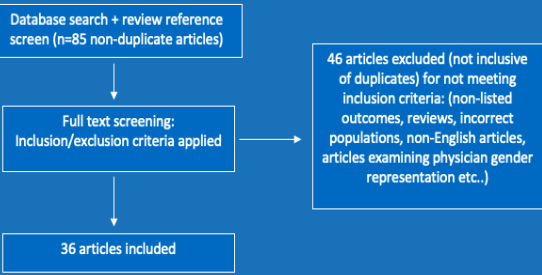 Database search + review reference
screen (n=85 non-duplicate articles)
Full text screening:
Inclusion/exclusion criteria applied
46 articles excluded (not inclusive
of duplicates) for not meeting
inclusion criteria: (non-listed
outcomes, reviews, incorrect
populations, non-English articles,
articles examining physician gender
representation etc..)
36 articles included